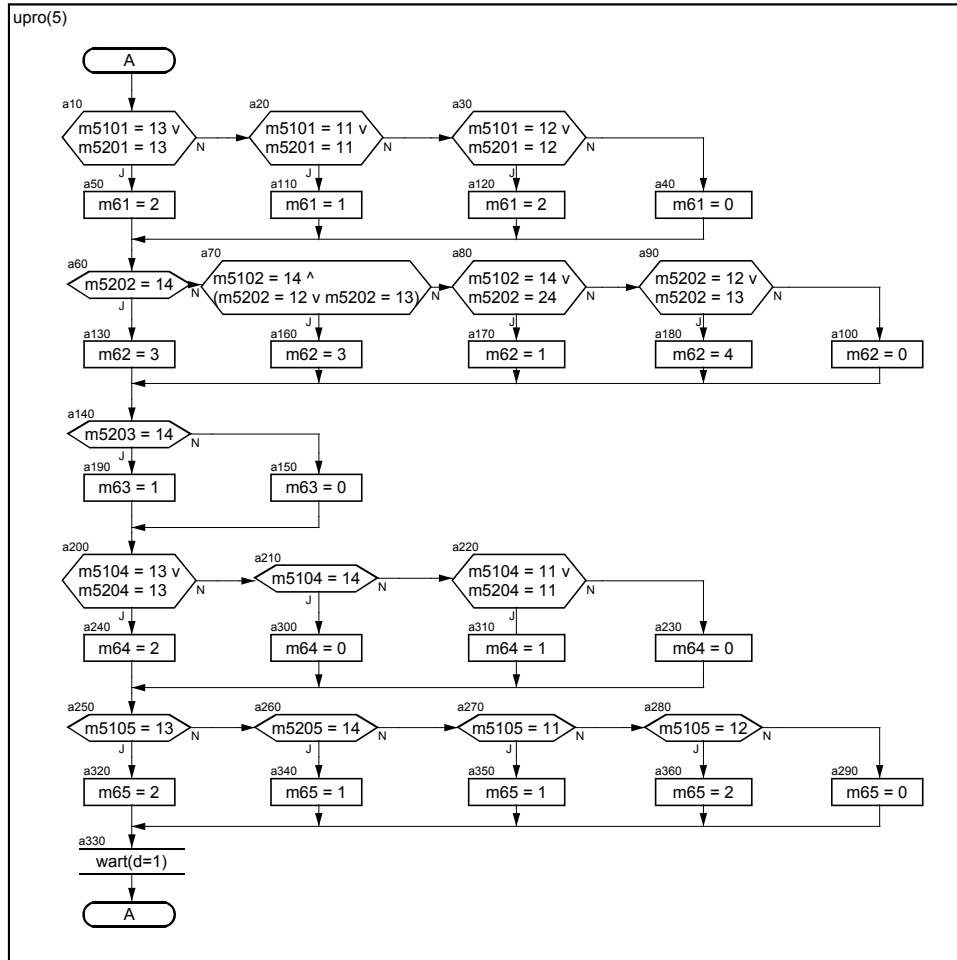 upro(5)
A
a10
a20
a30
m5101 = 13 v
m5201 = 13
N
m5101 = 11 v
m5201 = 11
N
m5101 = 12 v
m5201 = 12
N
J
J
J
a50
a110
a120
a40
m61 = 2
m61 = 1
m61 = 2
m61 = 0
a60
a70
a80
a90
m5202 = 14
N
m5102 = 14 ^
(m5202 = 12 v m5202 = 13)
N
m5102 = 14 v
m5202 = 24
N
m5202 = 12 v
m5202 = 13
N
J
J
J
J
a130
a160
a170
a180
a100
m62 = 3
m62 = 3
m62 = 1
m62 = 4
m62 = 0
a140
m5203 = 14
N
J
a190
a150
m63 = 1
m63 = 0
a200
a210
a220
m5104 = 13 v
m5204 = 13
N
m5104 = 14
N
m5104 = 11 v
m5204 = 11
N
J
J
J
a240
a300
a310
a230
m64 = 2
m64 = 0
m64 = 1
m64 = 0
a250
a260
a270
a280
m5105 = 13
N
m5205 = 14
N
m5105 = 11
N
m5105 = 12
N
J
J
J
J
a320
a340
a350
a360
a290
m65 = 2
m65 = 1
m65 = 1
m65 = 2
m65 = 0
a330
wart(d=1)
A